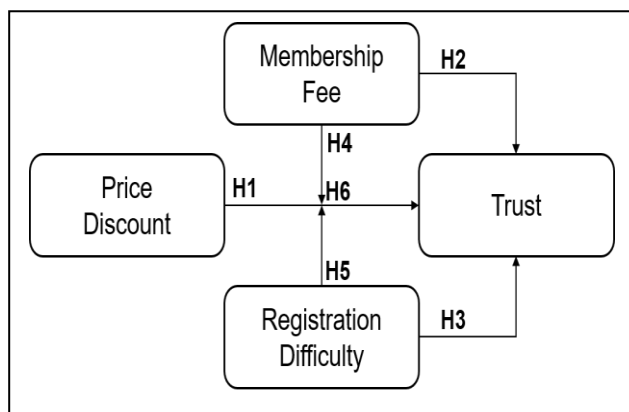 Membership
Fee
H2
H4
Price
Discount
H1
H6
Trust
H5
Registration
Difficulty
H3